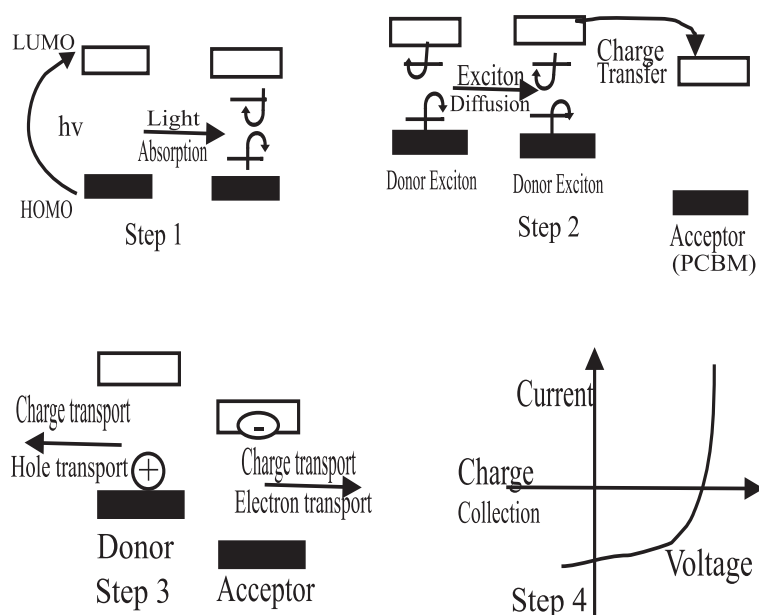 LUMO
hv
HOMO
Light
Absorption
Step 1
Exciton
Diffusion
Charge
Transfer
Donor Exciton
Donor Exciton
Step 2
Acceptor
(PCBM)
Charge transport
Hole transport
+
Donor
Step 3
-
Charge transport
Electron transport
Acceptor
Current
Charge
Collection
Voltage
Step 4